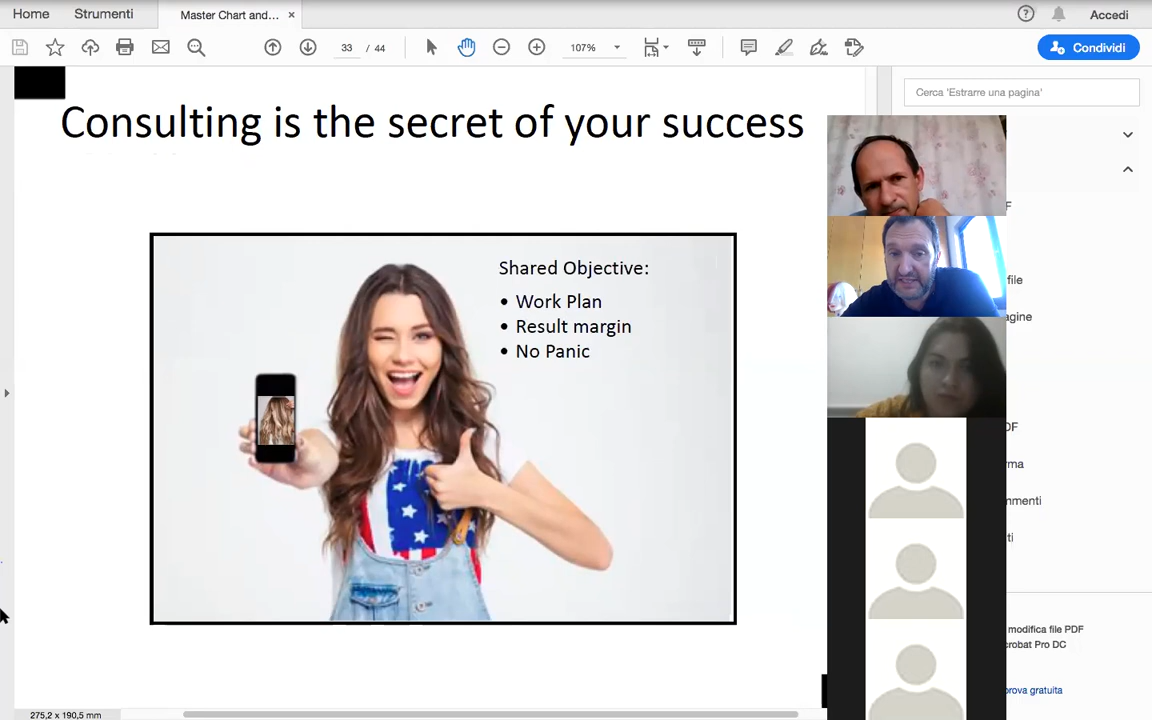 Home
Strumenti
Master Chart and...
×
Accedi
33 / 44
107%
Condividi
Cerca 'Estrarre una pagina'
Consulting is the secret of your success
Shared Objective:
• Work Plan
• Result margin
• No Panic
F
file
agine
DF
rma
mmenti
ti
modifica file PDF
crobat Pro DC
prova gratuita
275,2 x 190,5 mm